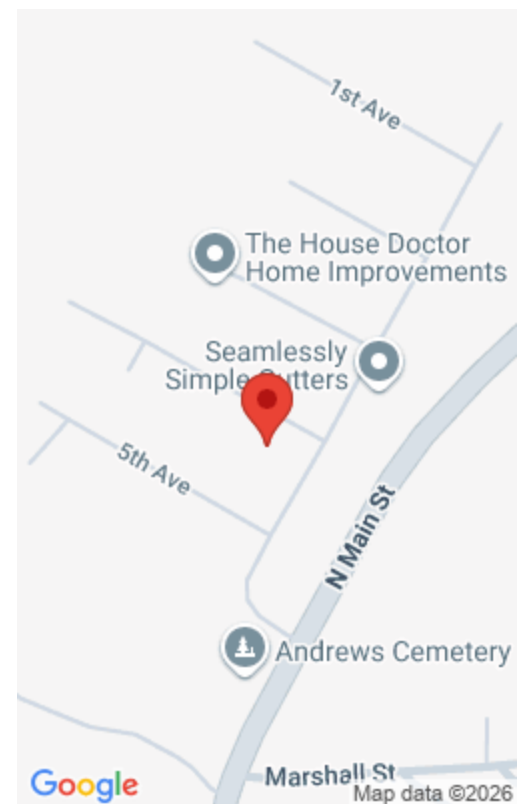 1st Ave
The House Doctor
Home Improvements
Seamlessly
Simple Gutters
5th Ave
N Main St
Andrews Cemetery
Marshall St
Google
Map data ©2026